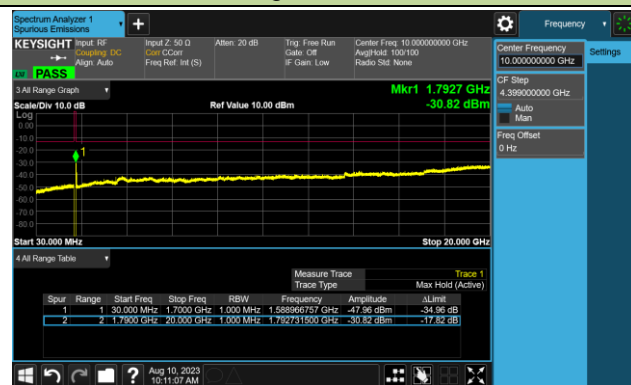 Spectrum Analyzer 1
Spurious Emissions
+
Frequency
KEYSIGHT
Input: RF
Coupling: DC
Align: Auto
Input Z: 50 Ω
Corr CCorr
Freq Ref: Int (S)
Atten: 20 dB
Trig: Free Run
Gate: Off
IF Gain: Low
Center Freq: 10.000000000 GHz
Avg|Hold: 100/100
Radio Std: None
LXI
PASS
Center Frequency
10.000000000 GHz
Settings
CF Step
4.399000000 GHz
Auto
Man
Freq Offset
0 Hz
3 All Range Graph
Mkr1 1.7927 GHz
Scale/Div 10.0 dB
Ref Value 10.00 dBm
-30.82 dBm
Log
0.00
-10.0
-20.0
-30.0
-40.0
-50.0
-60.0
-70.0
-80.0
1
Start 30.000 MHz
Stop 20.000 GHz
4 All Range Table
Measure Trace Trace 1
Trace Type Max Hold (Active)
Spur Range Start Freq Stop Freq RBW Frequency Amplitude ΔLimit
1 1 30.000 MHz 1.7000 GHz 1.000 MHz 1.588966757 GHz -47.96 dBm -34.96 dB
2 2 1.7900 GHz 20.000 GHz 1.000 MHz 1.792731500 GHz -30.82 dBm -17.82 dB
?
Aug 10, 2023
10:11:07 AM